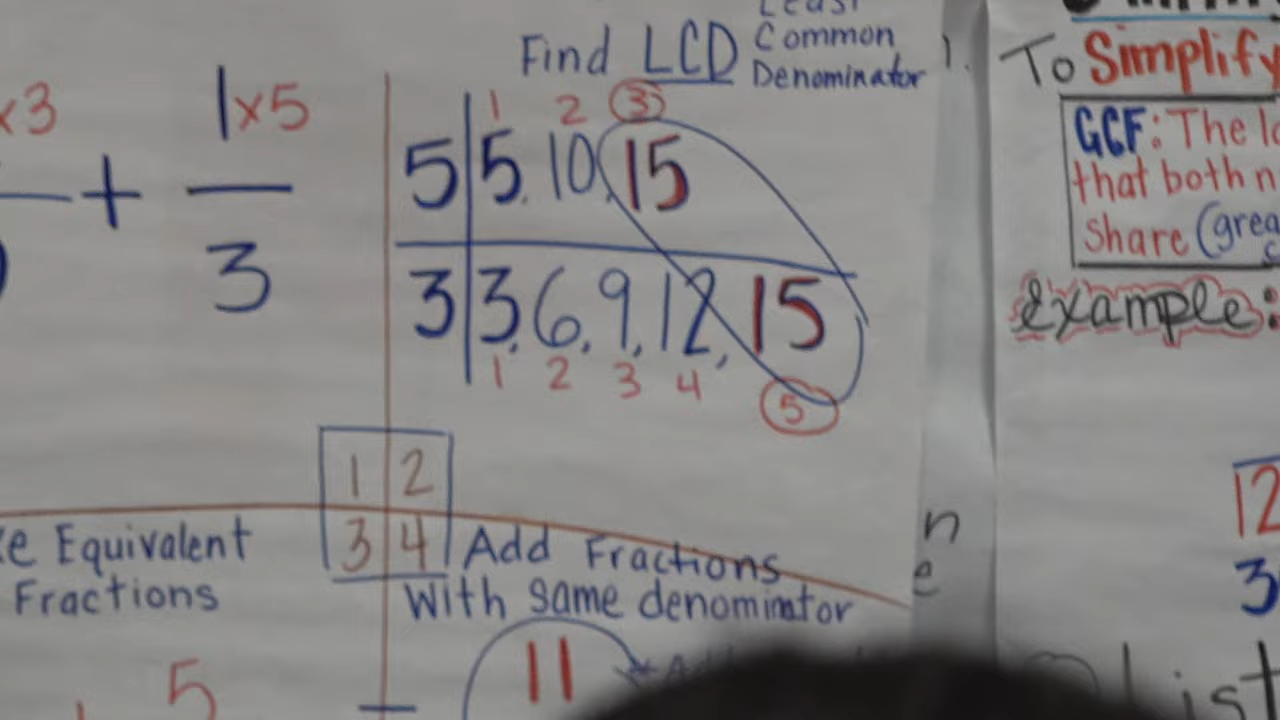 Find LCD
Least
Common
Denominator
x3
+
1x5
3
1 2 3
5 5, 10, 15
3 3, 6, 9, 12, 15
1 2 3 4 5
1 2
3 4
Equivalent
Fractions
Add Fractions
With same denominator
5
11
1. To Simplify
GCF: The
that both
share
Example:
12
3